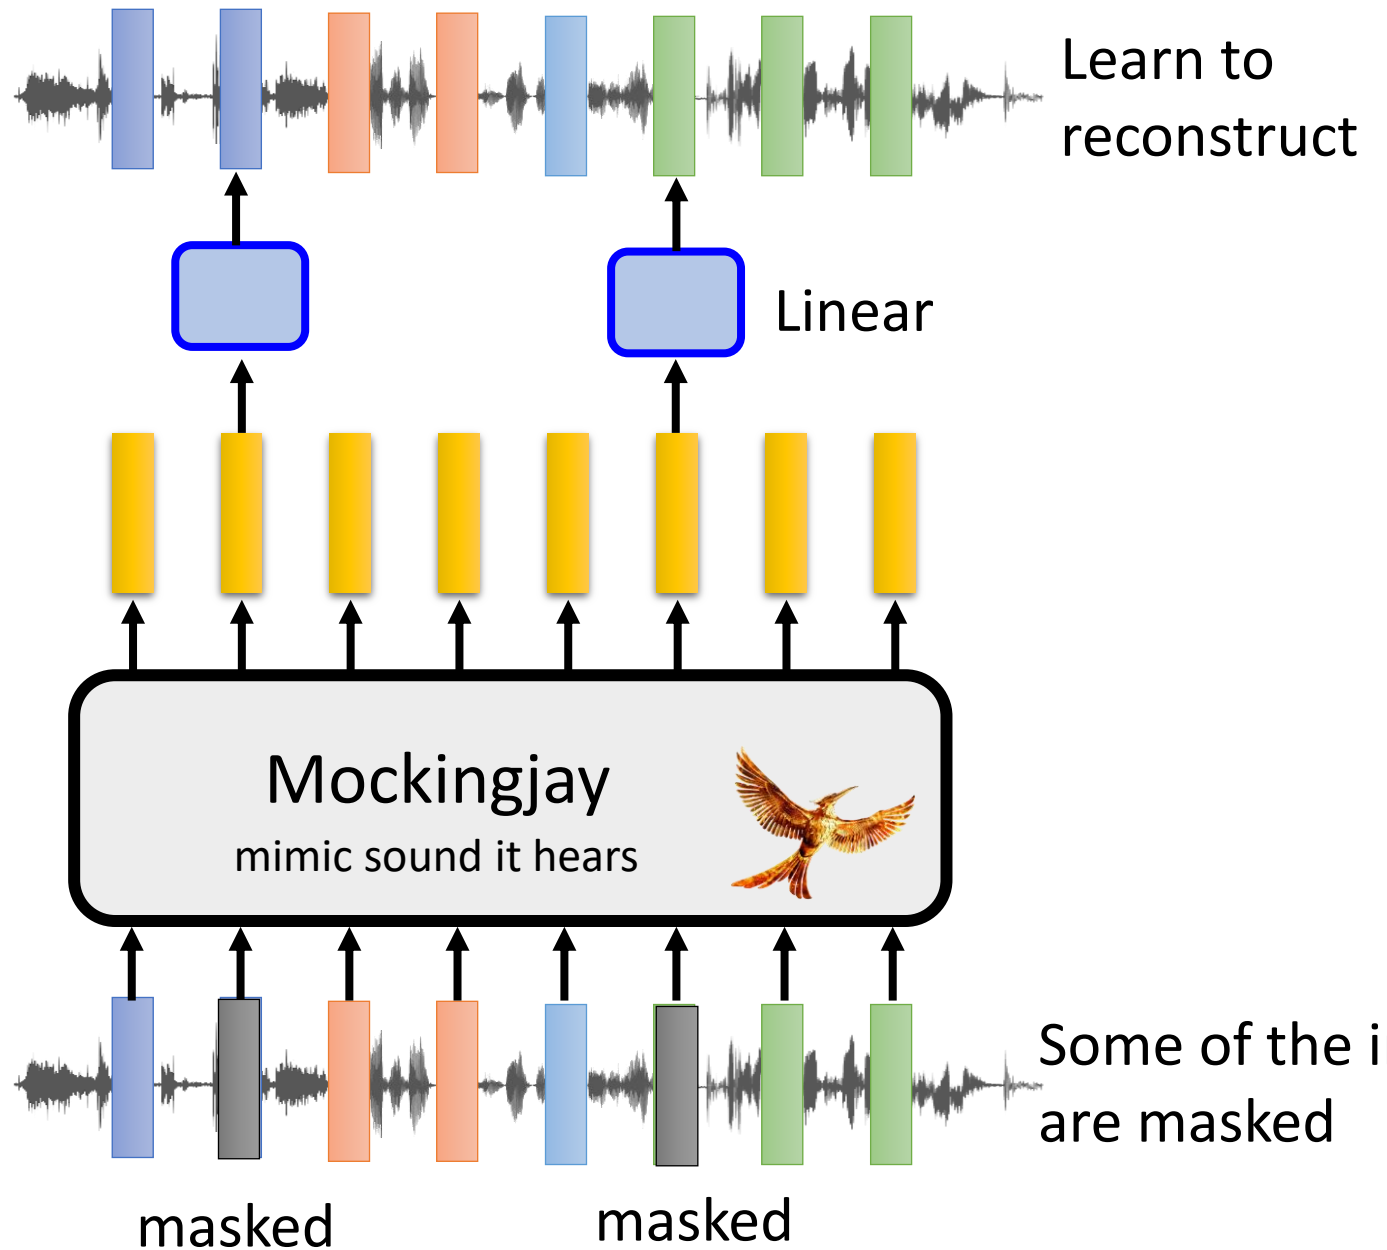 Learn to
reconstruct
Linear
Mockingjay
mimic sound it hears
Some of the
are masked
masked
masked